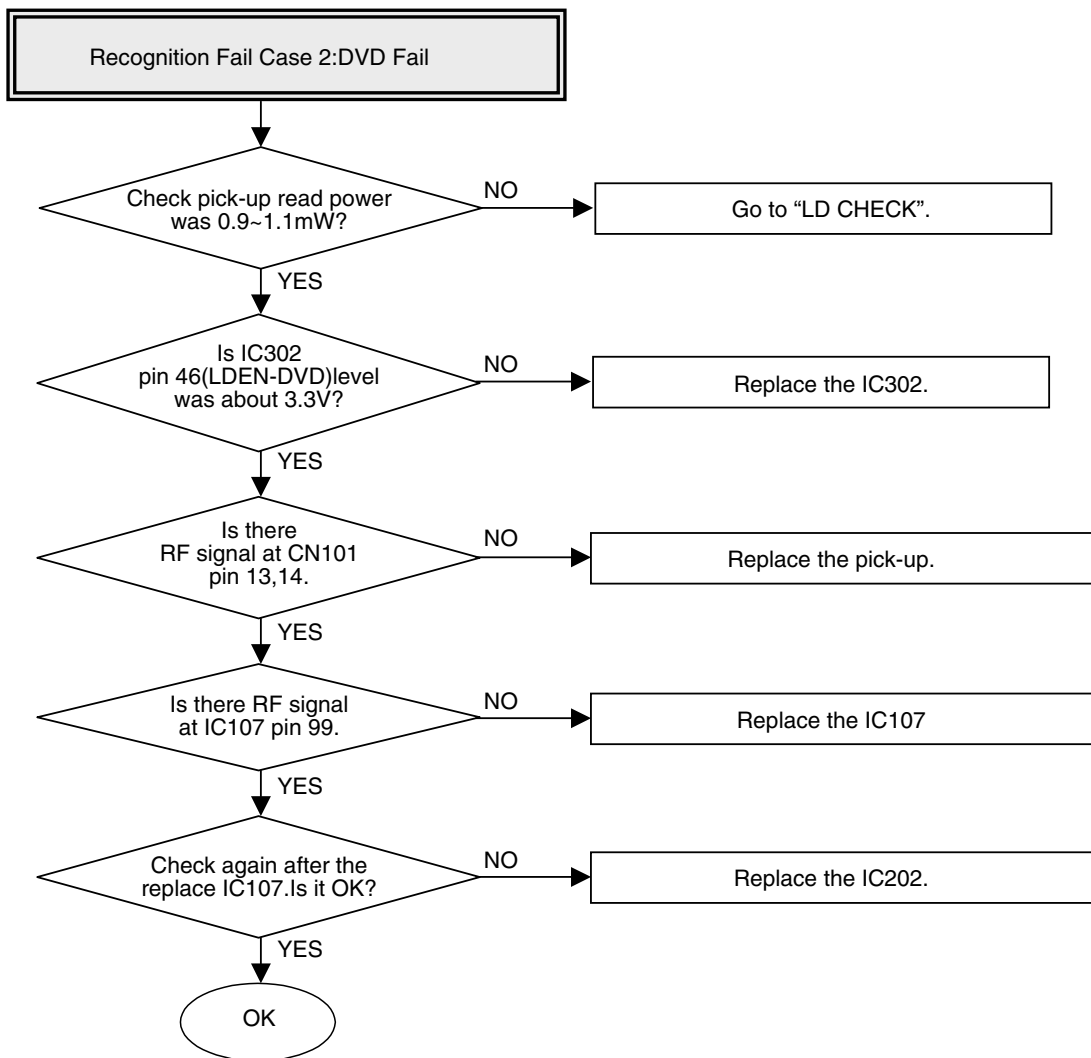 Recognition Fail Case 2:DVD Fail
Check pick-up read power
was 0.9~1.1mW?
NO
Go to “LD CHECK”.
YES
Is IC302
pin 46(LDEN-DVD)level
was about 3.3V?
NO
Replace the IC302.
YES
Is there
RF signal at CN101
pin 13,14.
NO
Replace the pick-up.
YES
Is there RF signal
at IC107 pin 99.
NO
Replace the IC107
YES
Check again after the
replace IC107.Is it OK?
NO
Replace the IC202.
YES
OK